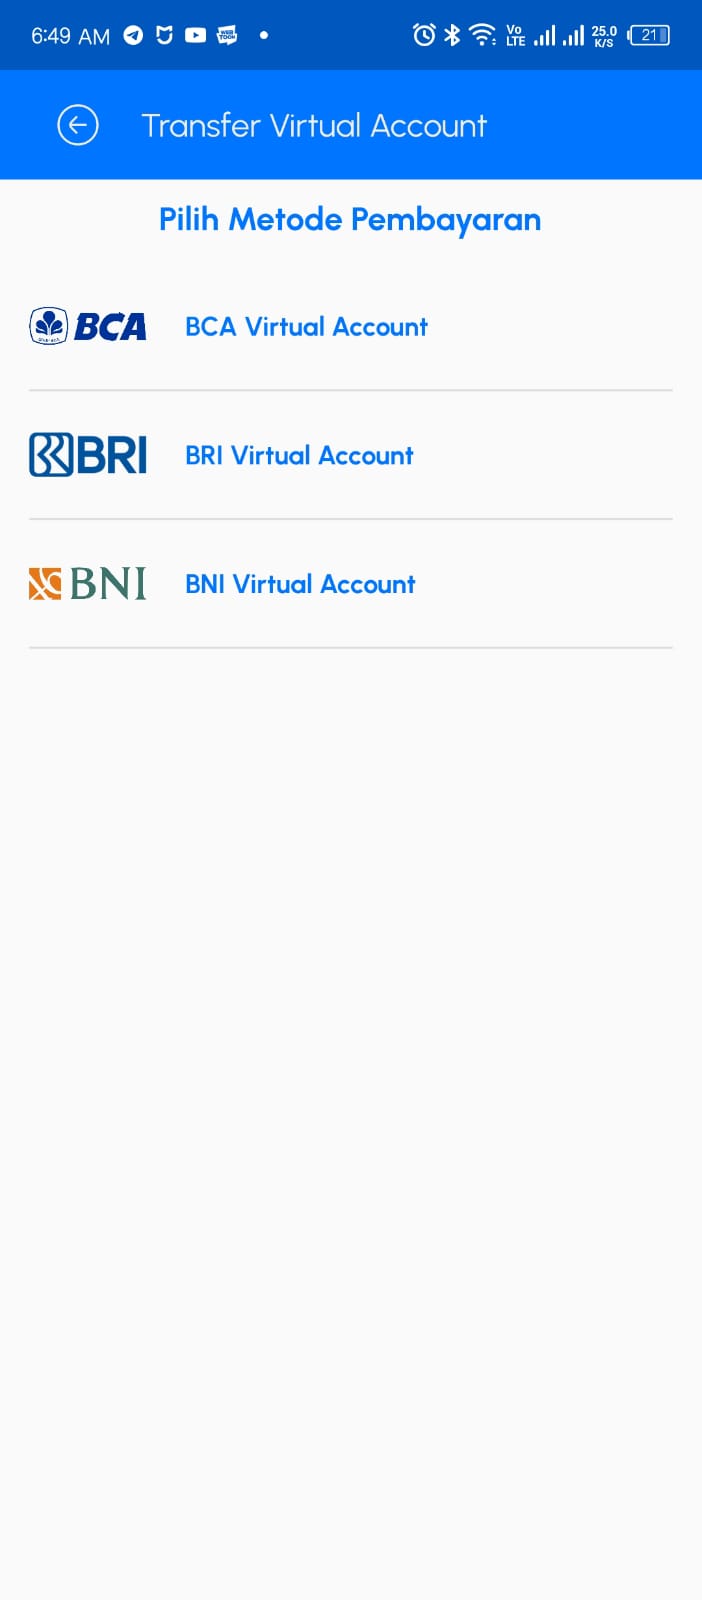 6:49 AM
Vo
LTE
25.0
K/S
21
Transfer Virtual Account
Pilih Metode Pembayaran
BCA
BCA Virtual Account
BRI
BRI Virtual Account
BNI
BNI Virtual Account